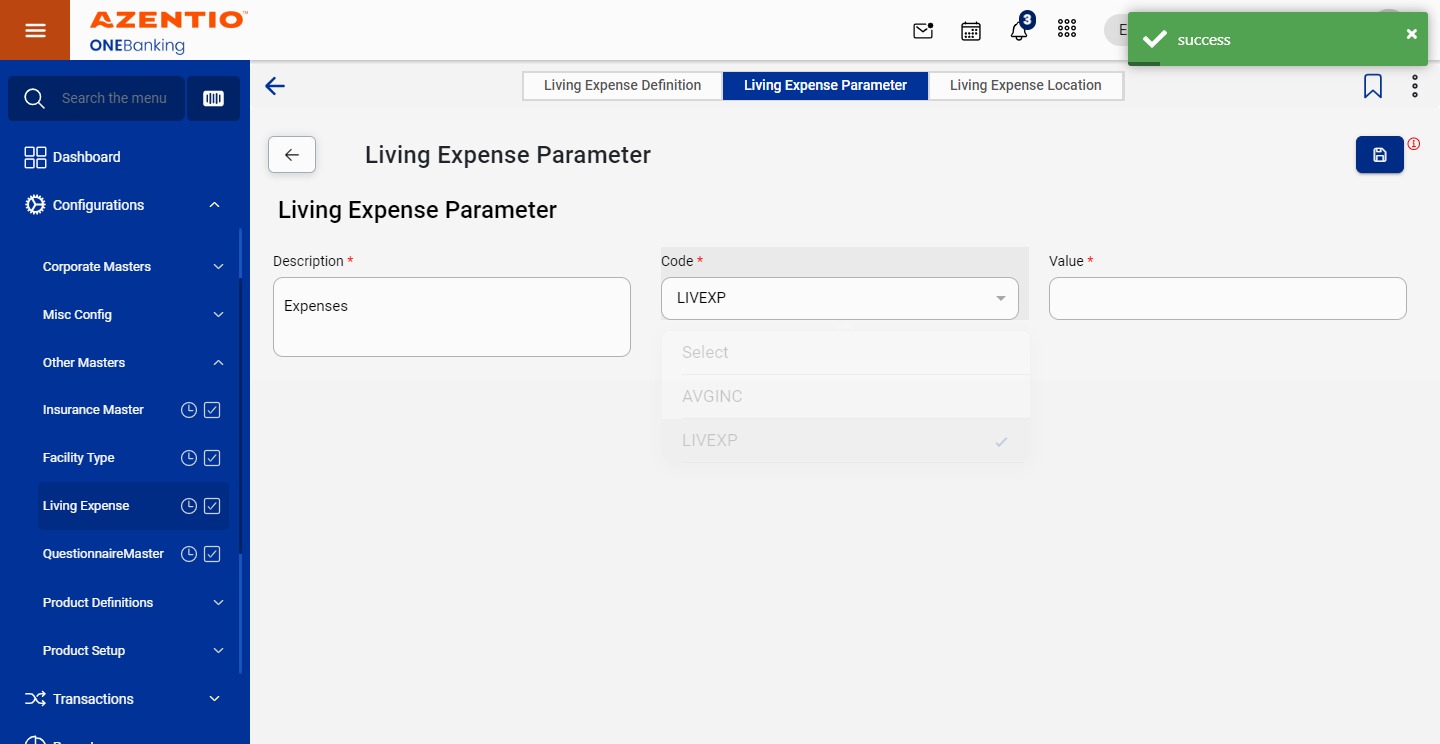 AZENTIO™
ONEBanking
3
E
success
Search the menu
Dashboard
Configurations
Corporate Masters
Misc Config
Other Masters
Insurance Master
Facility Type
Living Expense
QuestionnaireMaster
Product Definitions
Product Setup
Transactions
Living Expense Definition
Living Expense Parameter
Living Expense Location
Living Expense Parameter
Living Expense Parameter
Description *
Expenses
Code *
LIVEXP
Select
AVGINC
LIVEXP
Value *